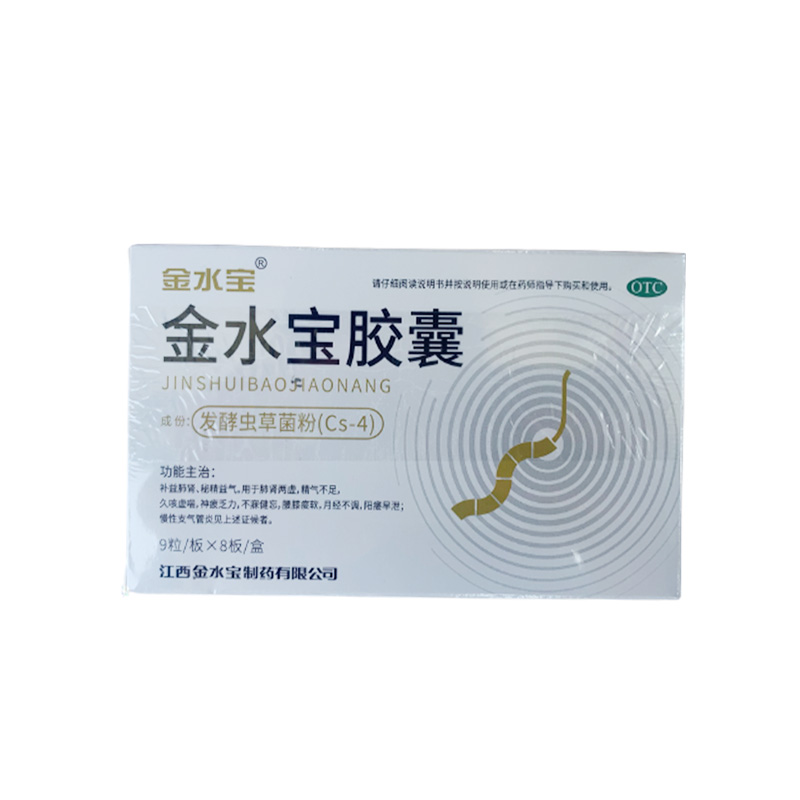 金水宝®
请仔细阅读说明书并按说明使用或在药师指导下购买和使用。
OTC
金水宝胶囊
JINSHUIBAOJIAONANG
成份：发酵虫草菌粉(Cs-4)
功能主治：
补益肺肾、秘精益气。用于肺肾两虚，精气不足，
久咳虚喘，神疲乏力，不寐健忘，腰膝痠软，月经不调，阳痿早泄；
慢性支气管炎见上述证候者。
9粒/板×8板/盒
江西金水宝制药有限公司